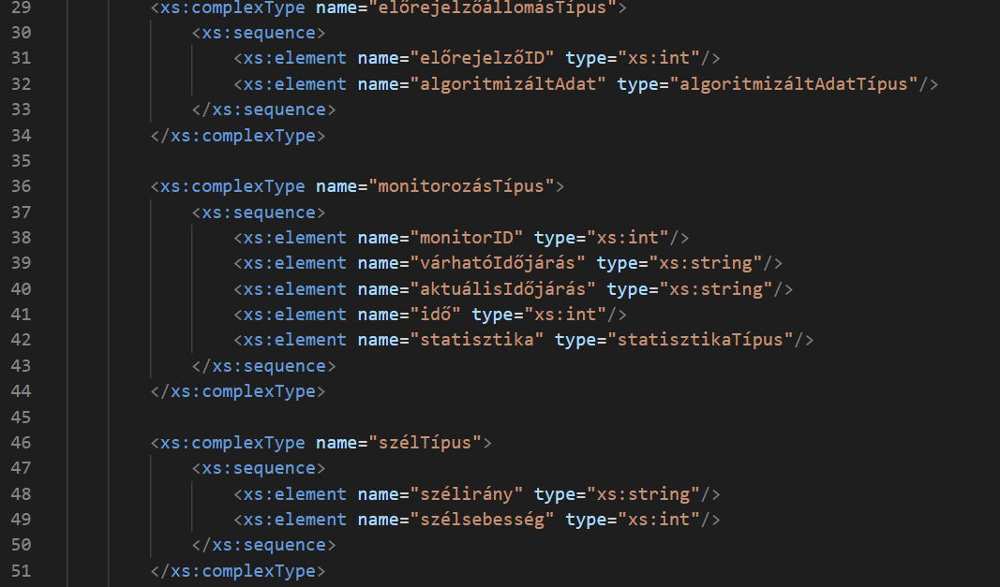 29 <xs:complexType name="előrejelzőállomásTípus">
30 <xs:sequence>
31 <xs:element name="előrejelzőID" type="xs:int"/>
32 <xs:element name="algoritmizáltAdat" type="algoritmizáltAdatTípus"/>
33 </xs:sequence>
34 </xs:complexType>
35
36 <xs:complexType name="monitorozásTípus">
37 <xs:sequence>
38 <xs:element name="monitorID" type="xs:int"/>
39 <xs:element name="várhatóIdőjárás" type="xs:string"/>
40 <xs:element name="aktuálisIdőjárás" type="xs:string"/>
41 <xs:element name="idő" type="xs:int"/>
42 <xs:element name="statisztika" type="statisztikaTípus"/>
43 </xs:sequence>
44 </xs:complexType>
45
46 <xs:complexType name="szélTípus">
47 <xs:sequence>
48 <xs:element name="szélirány" type="xs:string"/>
49 <xs:element name="szélsebesség" type="xs:int"/>
50 </xs:sequence>
51 </xs:complexType>